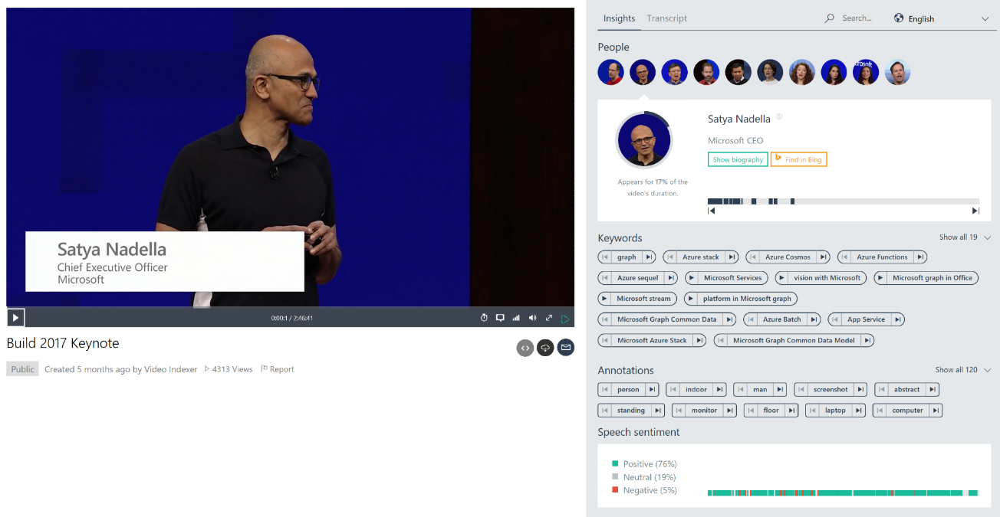 Satya Nadella
Chief Executive Officer
Microsoft
0:00:1 / 2:46:41
Build 2017 Keynote
Public Created 5 months ago by Video Indexer 4313 Views Report
Insights Transcript Search... English
People
Satya Nadella
Microsoft CEO
Show biography Find in Bing
Appears for 17% of the
video's duration.
Keywords Show all 19
graph Azure stack Azure Cosmos Azure Functions
Azure sequel Microsoft Services vision with Microsoft Microsoft graph in Office
Microsoft stream platform in Microsoft graph
Microsoft Graph Common Data Azure Batch App Service
Microsoft Azure Stack Microsoft Graph Common Data Model
Annotations Show all 120
person indoor man screenshot abstract
standing monitor floor laptop computer
Speech sentiment
Positive (76%)
Neutral (19%)
Negative (5%)